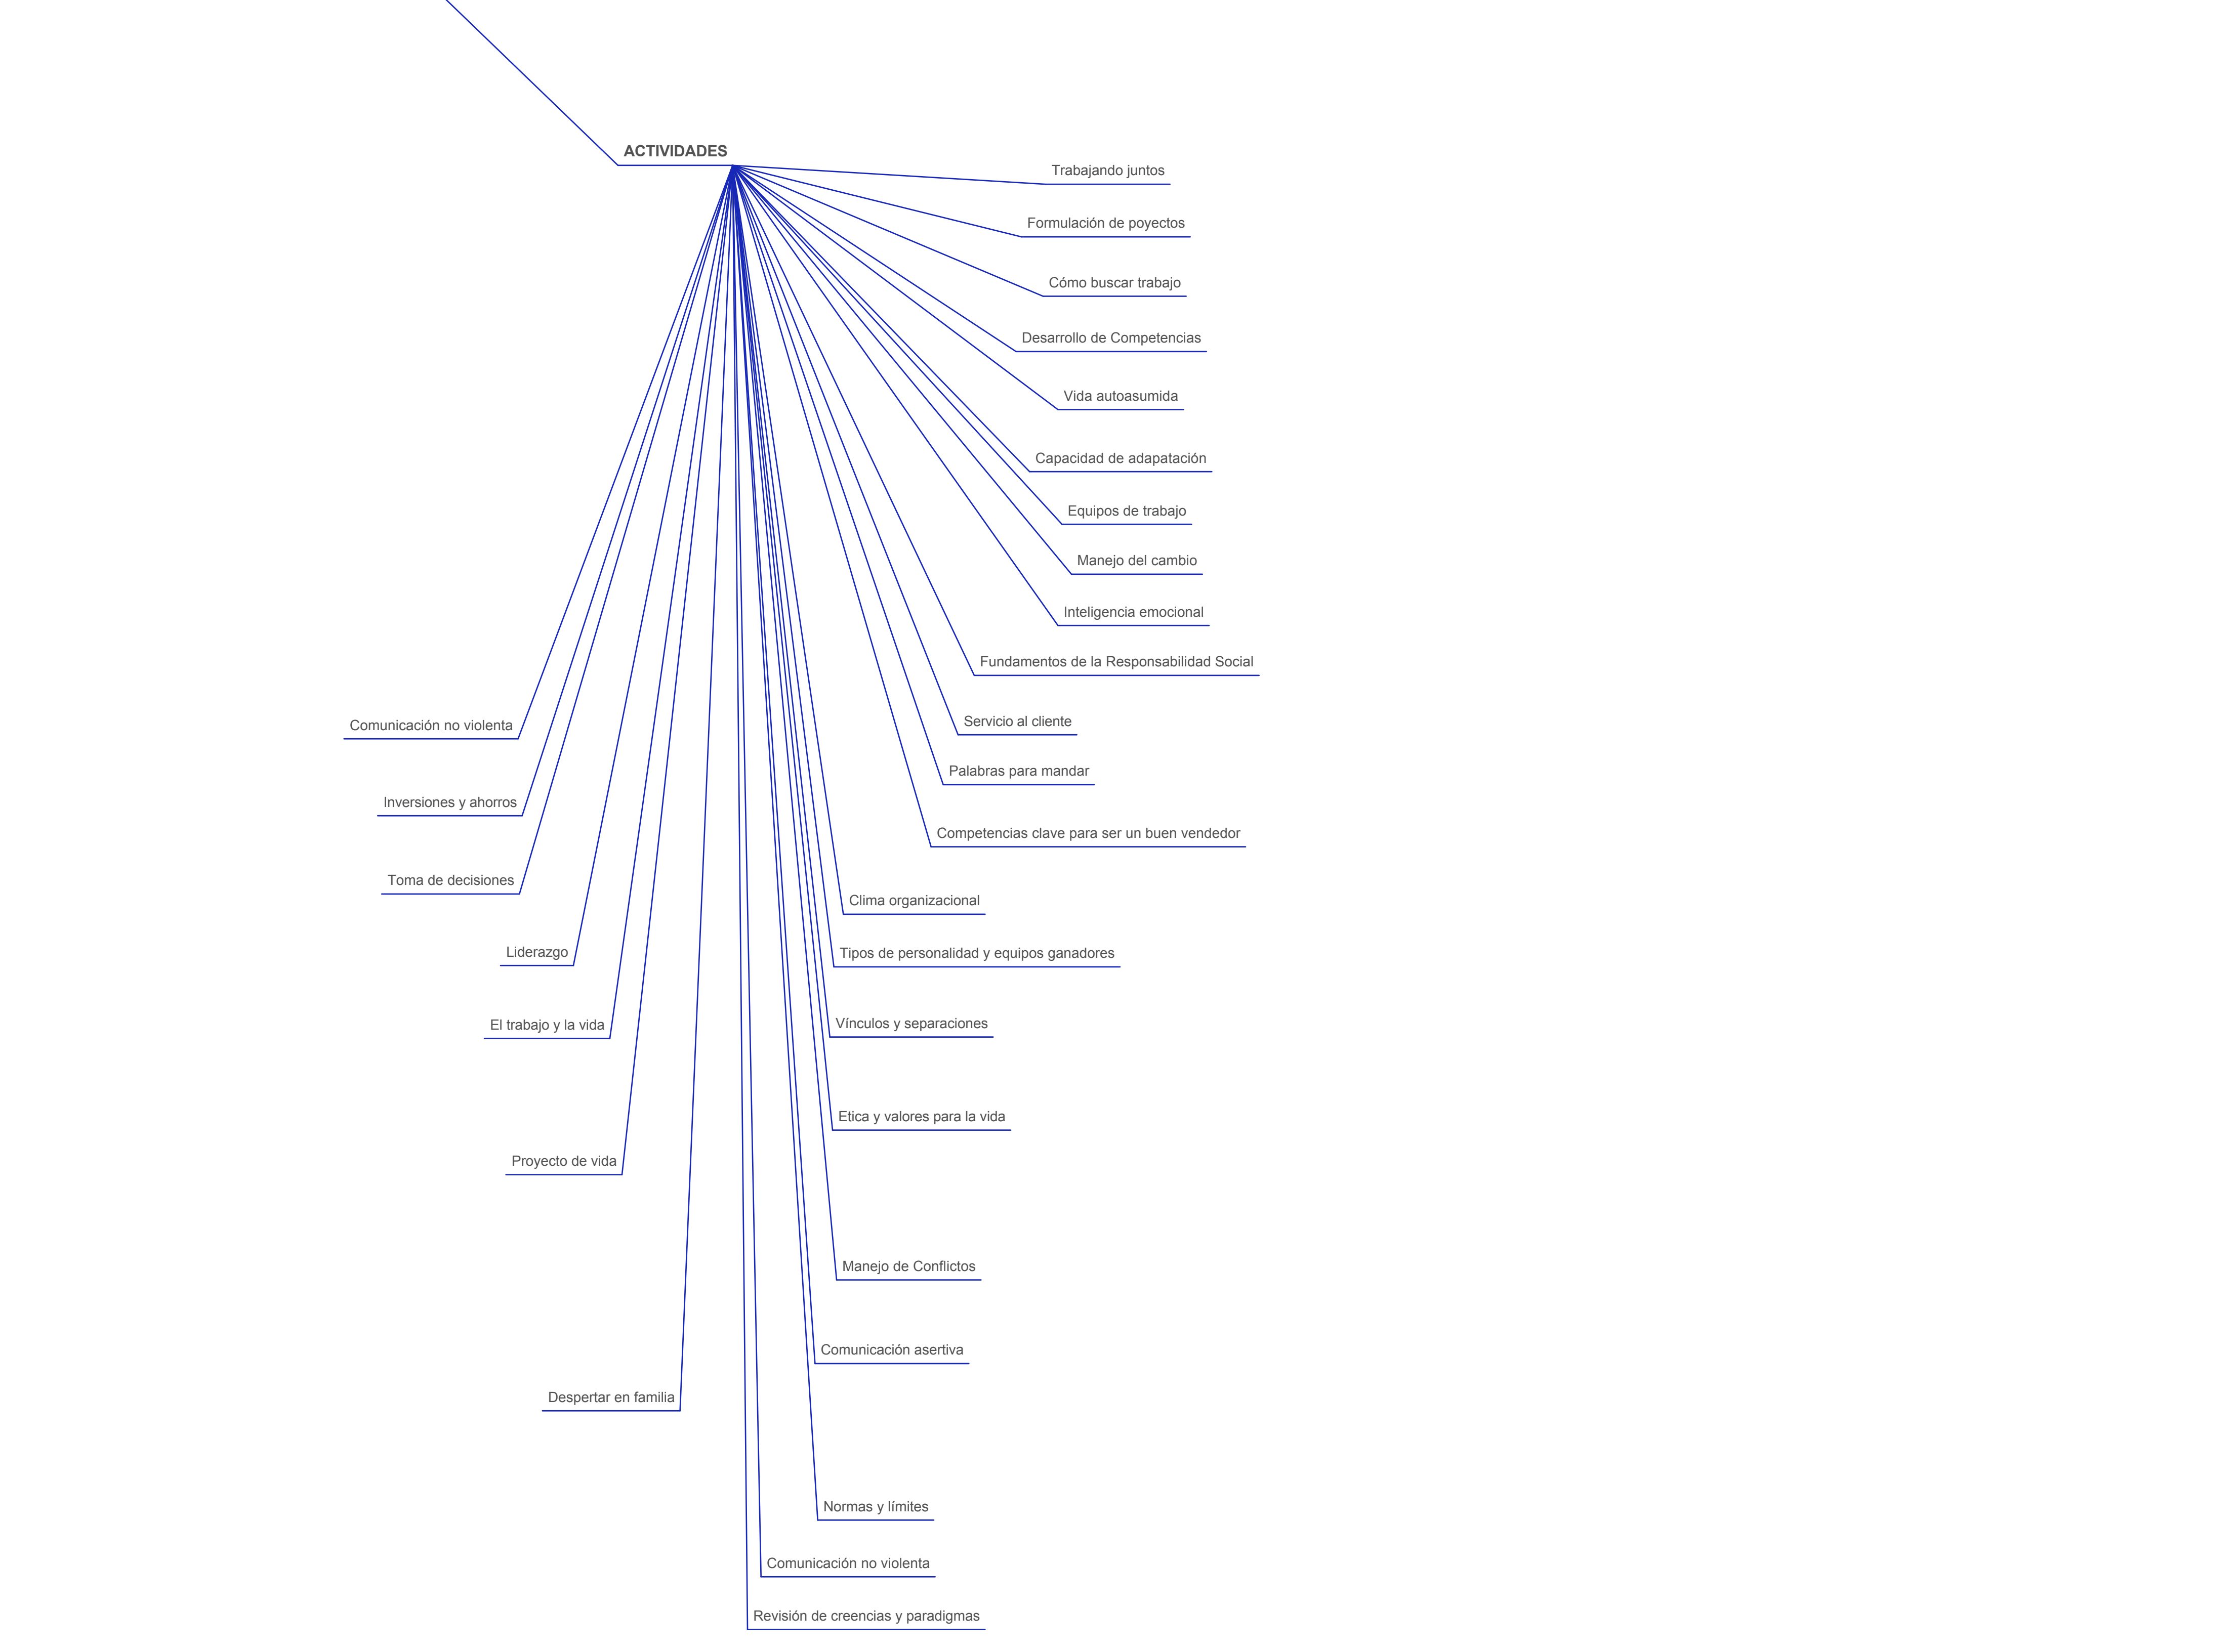 ACTIVIDADES
Trabajando juntos
Formulación de poyectos
Cómo buscar trabajo
Desarrollo de Competencias
Vida autoasumida
Capacidad de adapatación
Equipos de trabajo
Manejo del cambio
Inteligencia emocional
Fundamentos de la Responsabilidad Social
Servicio al cliente
Comunicación no violenta
Palabras para mandar
Inversiones y ahorros
Competencias clave para ser un buen vendedor
Toma de decisiones
Clima organizacional
Liderazgo
Tipos de personalidad y equipos ganadores
Vínculos y separaciones
El trabajo y la vida
Etica y valores para la vida
Proyecto de vida
Manejo de Conflictos
Comunicación asertiva
Despertar en familia
Normas y límites
Comunicación no violenta
Revisión de creencias y paradigmas